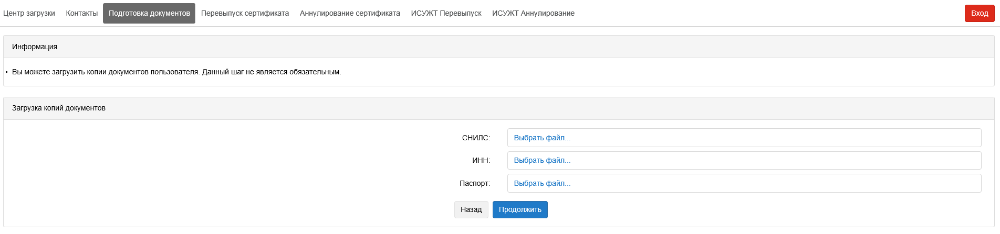 Центр загрузки Контакты Подготовка документов Перевыпуск сертификата Аннулирование сертификата ИСУЖТ Перевыпуск ИСУЖТ Аннулирование Вход
Информация
• Вы можете загрузить копии документов пользователя. Данный шаг не является обязательным.
Загрузка копий документов
СНИЛС: Выбрать файл...
ИНН: Выбрать файл...
Паспорт: Выбрать файл...
Назад Продолжить